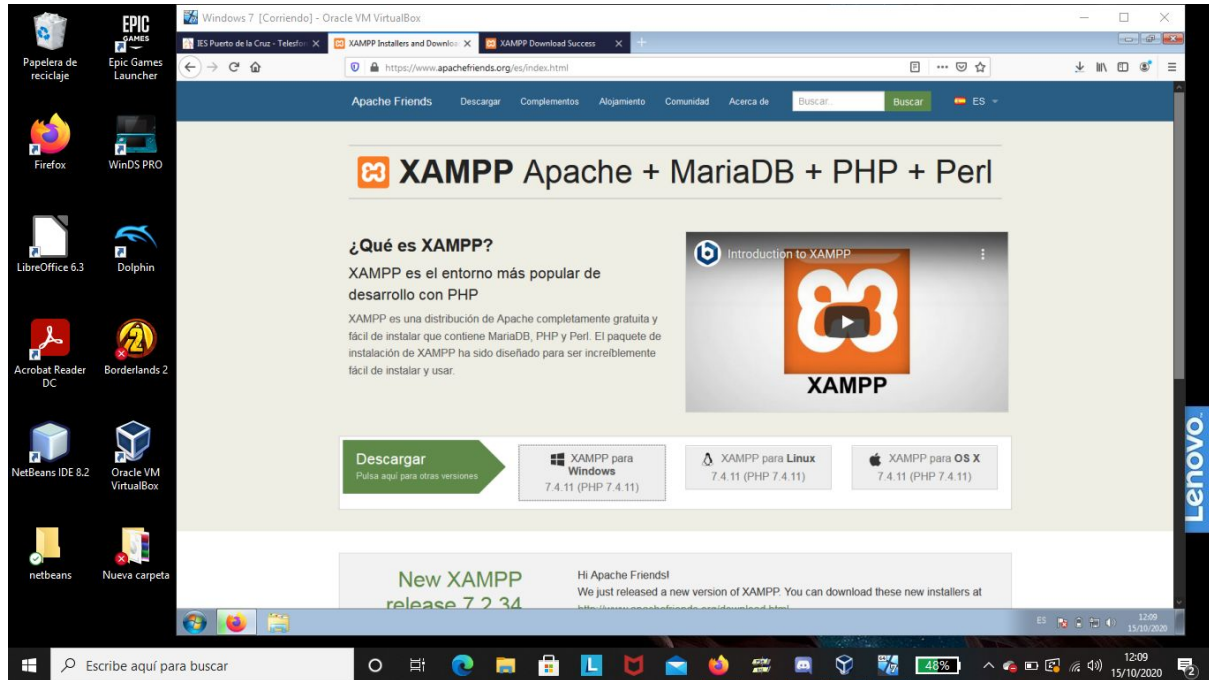 Papelera de reciclaje
EPIC GAMES
Epic Games Launcher
Firefox
WinDS PRO
LibreOffice 6.3
Dolphin
Acrobat Reader DC
Borderlands 2
NetBeans IDE 8.2
Oracle VM VirtualBox
netbeans
Nueva carpeta
Windows 7 [Corriendo] - Oracle VM VirtualBox
IES Puerto de la Cruz - Telesfor
XAMPP Installers and Downloa
XAMPP Download Success
https://www.apachefriends.org/es/index.html
Apache Friends
Descargar
Complementos
Alojamiento
Comunidad
Acerca de
Buscar...
Buscar
ES
XAMPP Apache + MariaDB + PHP + Perl
¿Qué es XAMPP?
XAMPP es el entorno más popular de
desarrollo con PHP
XAMPP es una distribución de Apache completamente gratuita y
fácil de instalar que contiene MariaDB, PHP y Perl. El paquete de
instalación de XAMPP ha sido diseñado para ser increíblemente
fácil de instalar y usar.
Introduction to XAMPP
XAMPP
Descargar
Pulsa aquí para otras versiones
XAMPP para
Windows
7.4.11 (PHP 7.4.11)
XAMPP para Linux
7.4.11 (PHP 7.4.11)
XAMPP para OS X
7.4.11 (PHP 7.4.11)
New XAMPP
release 7.2.34
Hi Apache Friends!
We just released a new version of XAMPP. You can download these new installers at
http://www.apachefriends.org/download.html
ES
12:09
15/10/2020
Lenovo
Escribe aquí para buscar
48%
12:09
15/10/2020
2